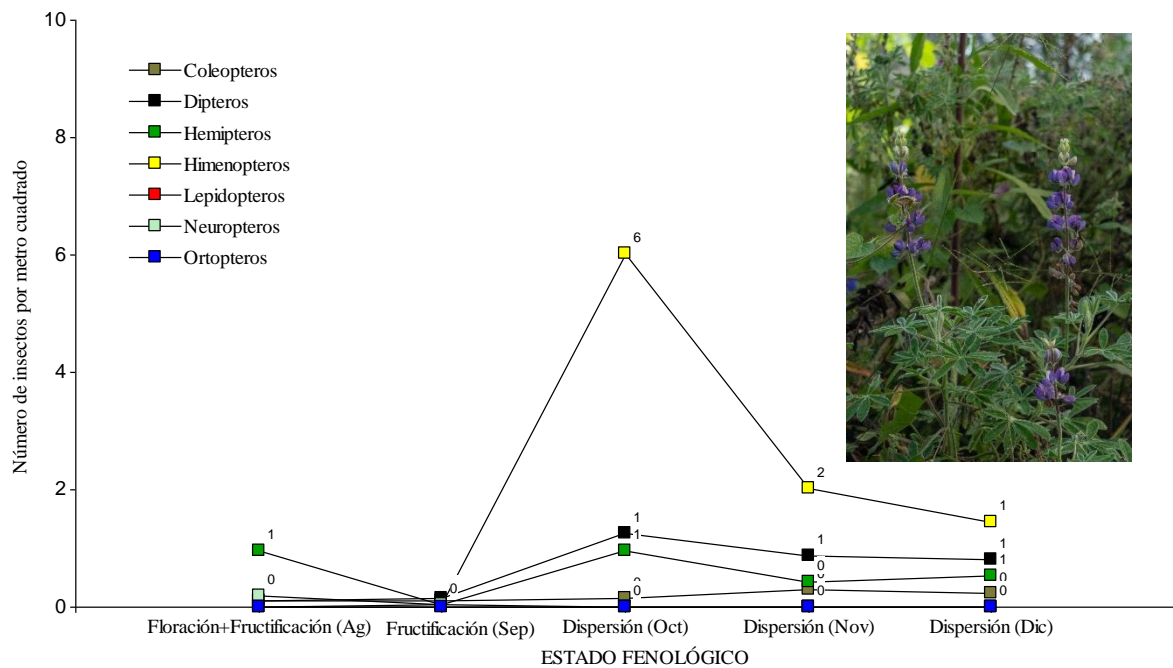 10
8
6
4
2
0
Número de insectos por metro cuadrado
Coleopteros
Dipteros
Hemipteros
Himenopteros
Lepidopteros
Neuropteros
Ortopteros
1
0
0
6
1
1
0
2
1
0
0
1
1
1
0
Floración+Fructificación (Ag)
Fructificación (Sep)
Dispersión (Oct)
Dispersión (Nov)
Dispersión (Dic)
ESTADO FENOLÓGICO